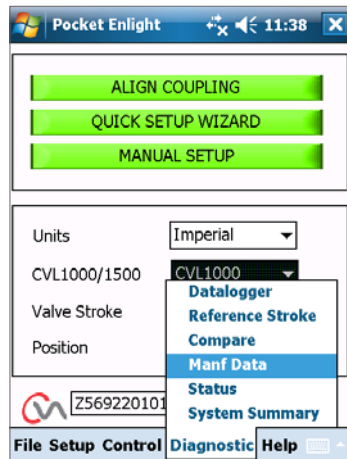 Pocket Enlight 11:38
ALIGN COUPLING
QUICK SETUP WIZARD
MANUAL SETUP
Units Imperial
CVL1000/1500 CVL1000
Valve Stroke
Position
Datalogger
Reference Stroke
Compare
Manf Data
Status
System Summary
Z569220101
File Setup Control Diagnostic Help